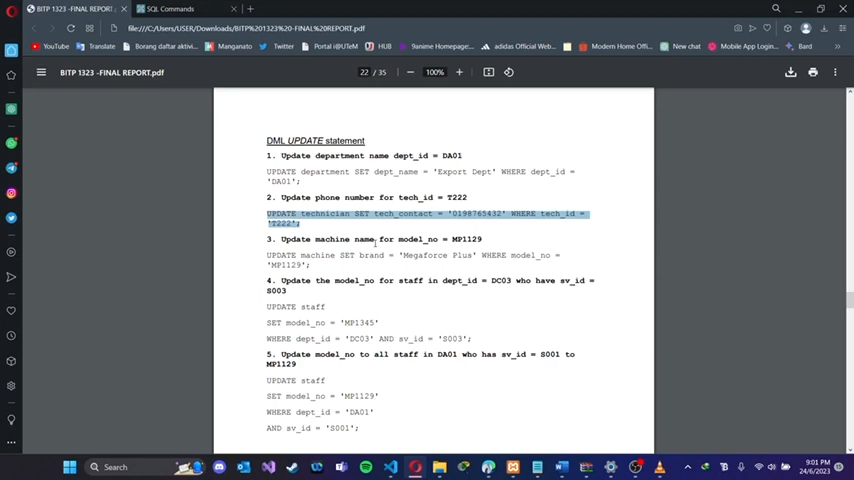 BITP 1323 -FINAL REPORT.
SQL Commands
file:///C:/Users/USER/Downloads/BITP%201323%20-FINAL%20REPORT.pdf
YouTube
Translate
Borang daftar aktivi...
Manganato
Twitter
Portal i@UTeM
HUB
9anime Homepage...
adidas Official Web...
Modern Home Offi...
New chat
Mobile App Login...
Bard
BITP 1323 -FINAL REPORT.pdf
22 / 35
100%
DML UPDATE statement
1. Update department name dept_id = DA01
UPDATE department SET dept_name = 'Export Dept' WHERE dept_id =
'DA01';
2. Update phone number for tech_id = T222
UPDATE technician SET tech_contact = '0198765432' WHERE tech_id =
'T222';
3. Update machine name for model_no = MP1129
UPDATE machine SET brand = 'Megaforce Plus' WHERE model_no =
'MP1129';
4. Update the model_no for staff in dept_id = DC03 who have sv_id =
S003
UPDATE staff
SET model_no = 'MP1345'
WHERE dept_id = 'DC03' AND sv_id = 'S003';
5. Update model_no to all staff in DA01 who has sv_id = S001 to
MP1129
UPDATE staff
SET model_no = 'MP1129'
WHERE dept_id = 'DA01'
AND sv_id = 'S001';
Search
9:01 PM
24/6/2023